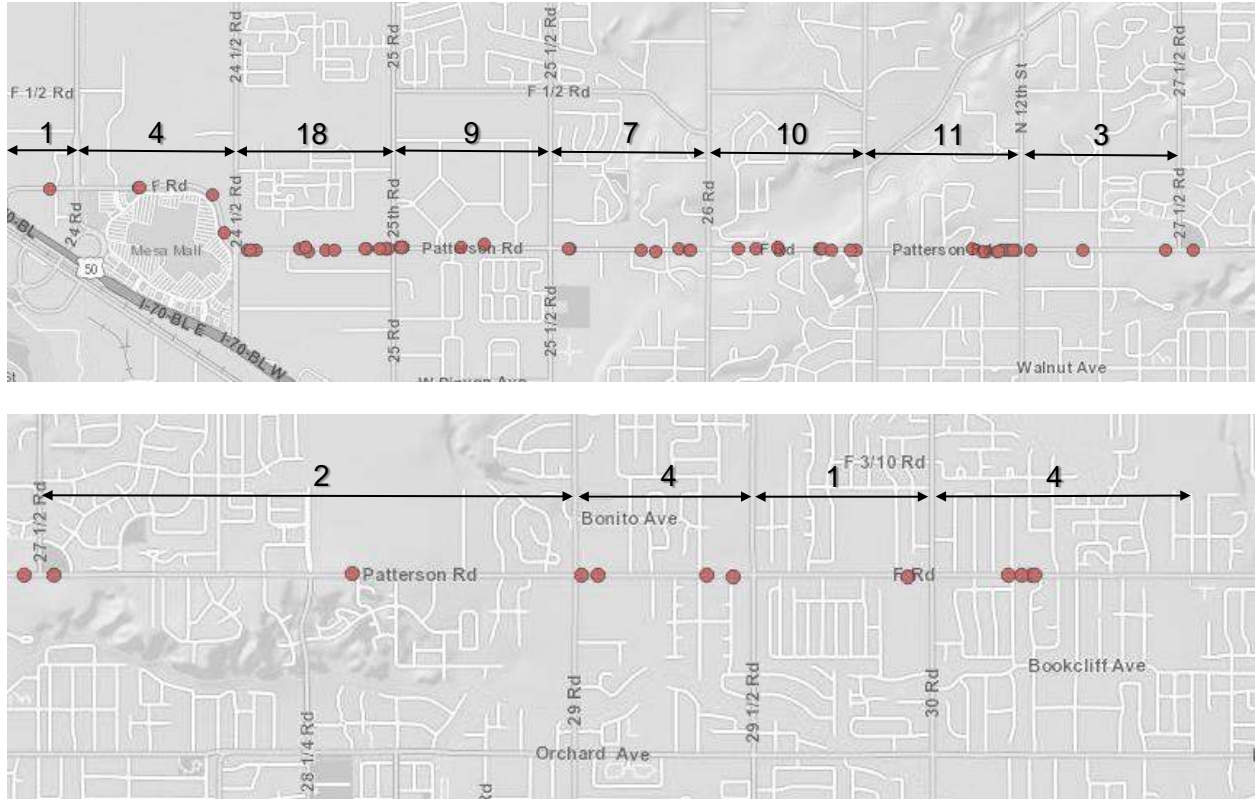 24 1/2 Rd
25 Rd
25 1/2 Rd
27 1/2 Rd
F 1/2 Rd
F 1/2 Rd
N 12th St
1
4
18
9
7
10
11
3
F Rd
24 Rd
24 1/2 Rd
25th Rd
26 Rd
27 1/2 Rd
Mesa Mall
Patterson Rd
F Rd
Patterson Rd
50
I-70-BL E
I-70-BL W
25 Rd
25 1/2 Rd
Walnut Ave
2
4
1
4
F 3/10 Rd
27 1/2 Rd
Bonito Ave
Patterson Rd
F Rd
Bookcliff Ave
29 Rd
29 1/2 Rd
30 Rd
28 1/4 Rd
Orchard Ave
Rd